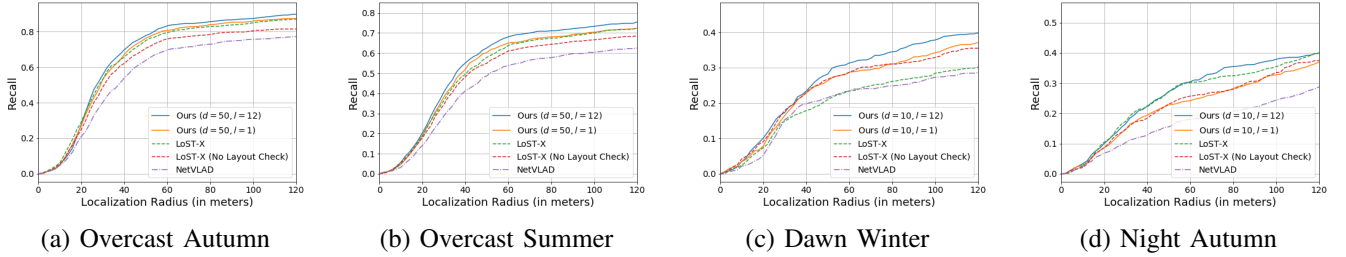 Recall
0.8
0.6
0.4
0.2
0.0
Ours (d = 50, l = 12)
Ours (d = 50, l = 1)
LoST-X
LoST-X (No Layout Check)
NetVLAD
0 20 40 60 80 100 120
Localization Radius (in meters)
(a) Overcast Autumn
Recall
0.8
0.7
0.6
0.5
0.4
0.3
0.2
0.1
0.0
Ours (d = 50, l = 12)
Ours (d = 50, l = 1)
LoST-X
LoST-X (No Layout Check)
NetVLAD
0 20 40 60 80 100 120
Localization Radius (in meters)
(b) Overcast Summer
Recall
0.4
0.3
0.2
0.1
0.0
Ours (d = 10, l = 12)
Ours (d = 10, l = 1)
LoST-X
LoST-X (No Layout Check)
NetVLAD
0 20 40 60 80 100 120
Localization Radius (in meters)
(c) Dawn Winter
Recall
0.5
0.4
0.3
0.2
0.1
0.0
Ours (d = 10, l = 12)
Ours (d = 10, l = 1)
LoST-X
LoST-X (No Layout Check)
NetVLAD
0 20 40 60 80 100 120
Localization Radius (in meters)
(d) Night Autumn